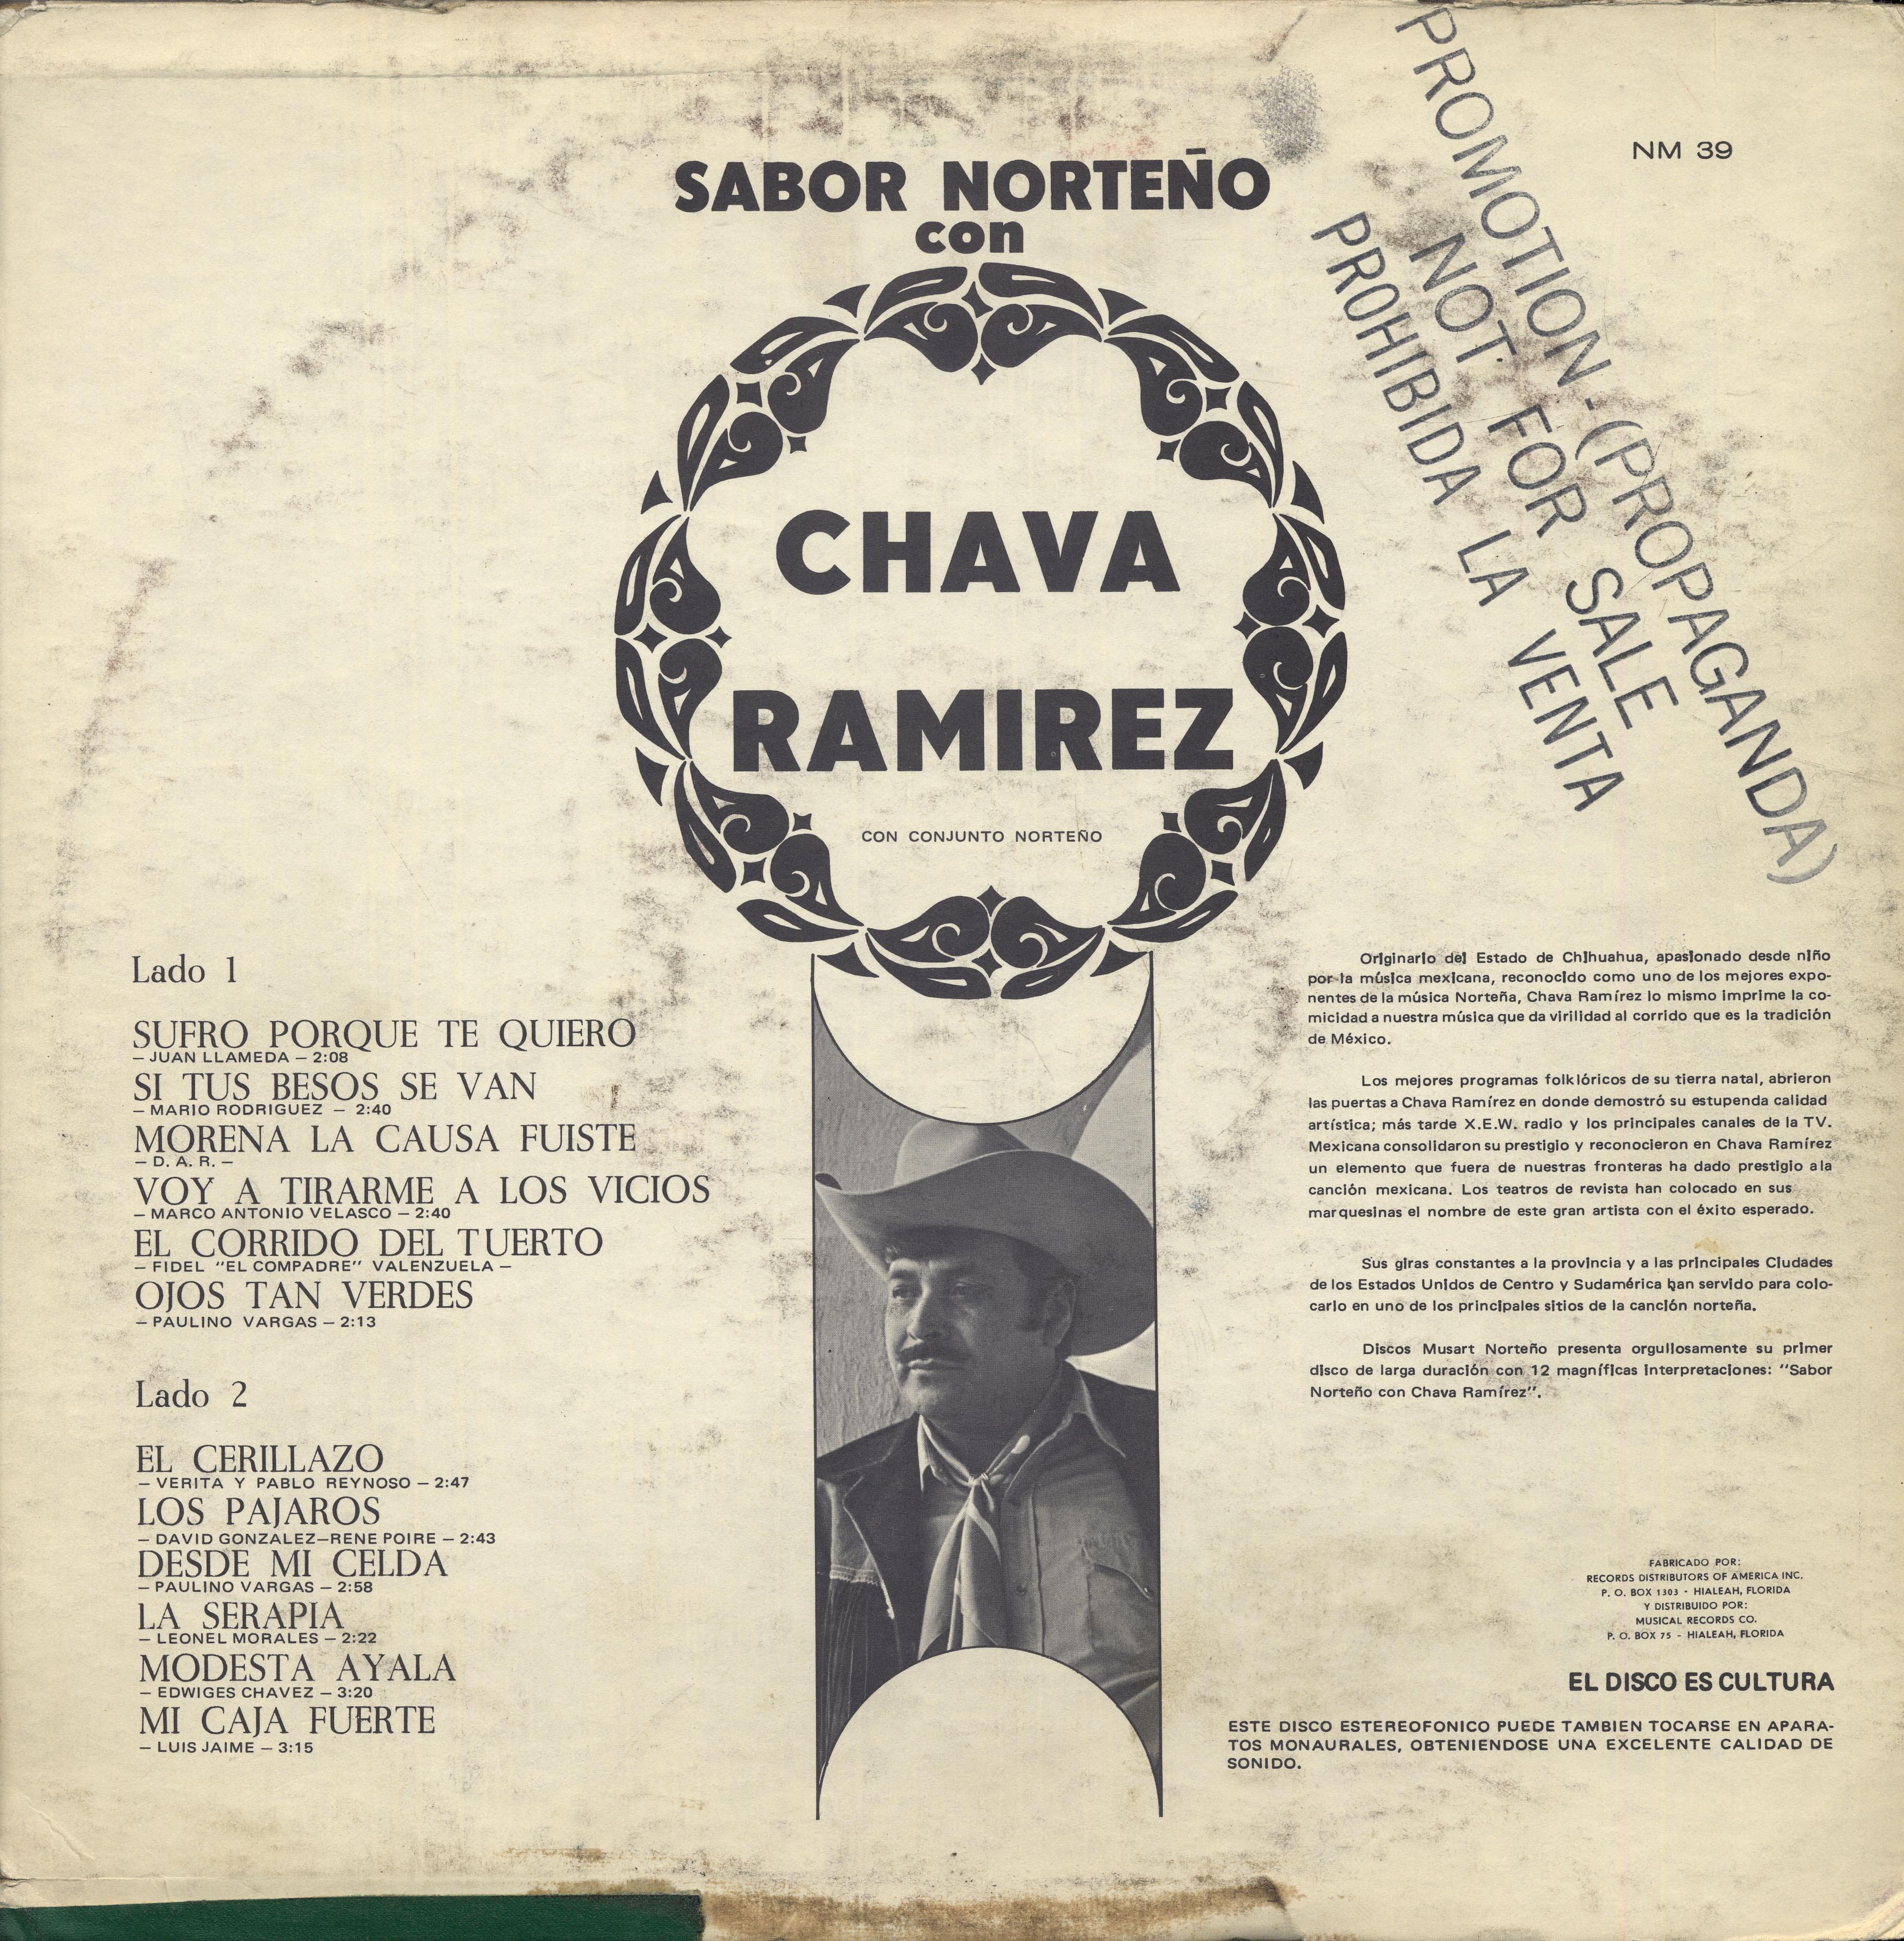 PROMOTION.-(PROPAGANDA)
NOT FOR SALE
PROHIBIDA LA VENTA
NM 39
SABOR NORTEÑO
con
CHAVA
RAMIREZ
CON CONJUNTO NORTEÑO
Lado 1
SUFRO PORQUE TE QUIERO
— JUAN LLAMEDA — 2:08
SI TUS BESOS SE VAN
— MARIO RODRIGUEZ — 2:40
MORENA LA CAUSA FUISTE
— D. A. R. —
VOY A TIRARME A LOS VICIOS
— MARCO ANTONIO VELASCO — 2:40
EL CORRIDO DEL TUERTO
— FIDEL "EL COMPADRE" VALENZUELA —
OJOS TAN VERDES
— PAULINO VARGAS — 2:13
Lado 2
EL CERILLAZO
— VERITA Y PABLO REYNOSO — 2:47
LOS PAJAROS
— DAVID GONZALEZ—RENE POIRE — 2:43
DESDE MI CELDA
— PAULINO VARGAS — 2:58
LA SERAPIA
— LEONEL MORALES — 2:22
MODESTA AYALA
— EDWIGES CHAVEZ — 3:20
MI CAJA FUERTE
— LUIS JAIME — 3:15
Originario del Estado de Chihuahua, apasionado desde niño
por la música mexicana, reconocido como uno de los mejores expo-
nentes de la música Norteña, Chava Ramírez lo mismo imprime la co-
micidad a nuestra música que da virilidad al corrido que es la tradición
de México.
Los mejores programas folklóricos de su tierra natal, abrieron
las puertas a Chava Ramírez en donde demostró su estupenda calidad
artística; más tarde X.E.W. radio y los principales canales de la TV.
Mexicana consolidaron su prestigio y reconocieron en Chava Ramírez
un elemento que fuera de nuestras fronteras ha dado prestigio a la
canción mexicana. Los teatros de revista han colocado en sus
marquesinas el nombre de este gran artista con el éxito esperado.
Sus giras constantes a la provincia y a las principales Ciudades
de los Estados Unidos de Centro y Sudamérica han servido para colo-
carlo en uno de los principales sitios de la canción norteña.
Discos Musart Norteño presenta orgullosamente su primer
disco de larga duración con 12 magníficas interpretaciones: "Sabor
Norteño con Chava Ramírez".
FABRICADO POR:
RECORDS DISTRIBUTORS OF AMERICA INC.
P. O. BOX 1303 - HIALEAH, FLORIDA
Y DISTRIBUIDO POR:
MUSICAL RECORDS CO.
P. O. BOX 75 - HIALEAH, FLORIDA
EL DISCO ES CULTURA
ESTE DISCO ESTEREOFONICO PUEDE TAMBIEN TOCARSE EN APARA-
TOS MONAURALES, OBTENIENDOSE UNA EXCELENTE CALIDAD DE
SONIDO.